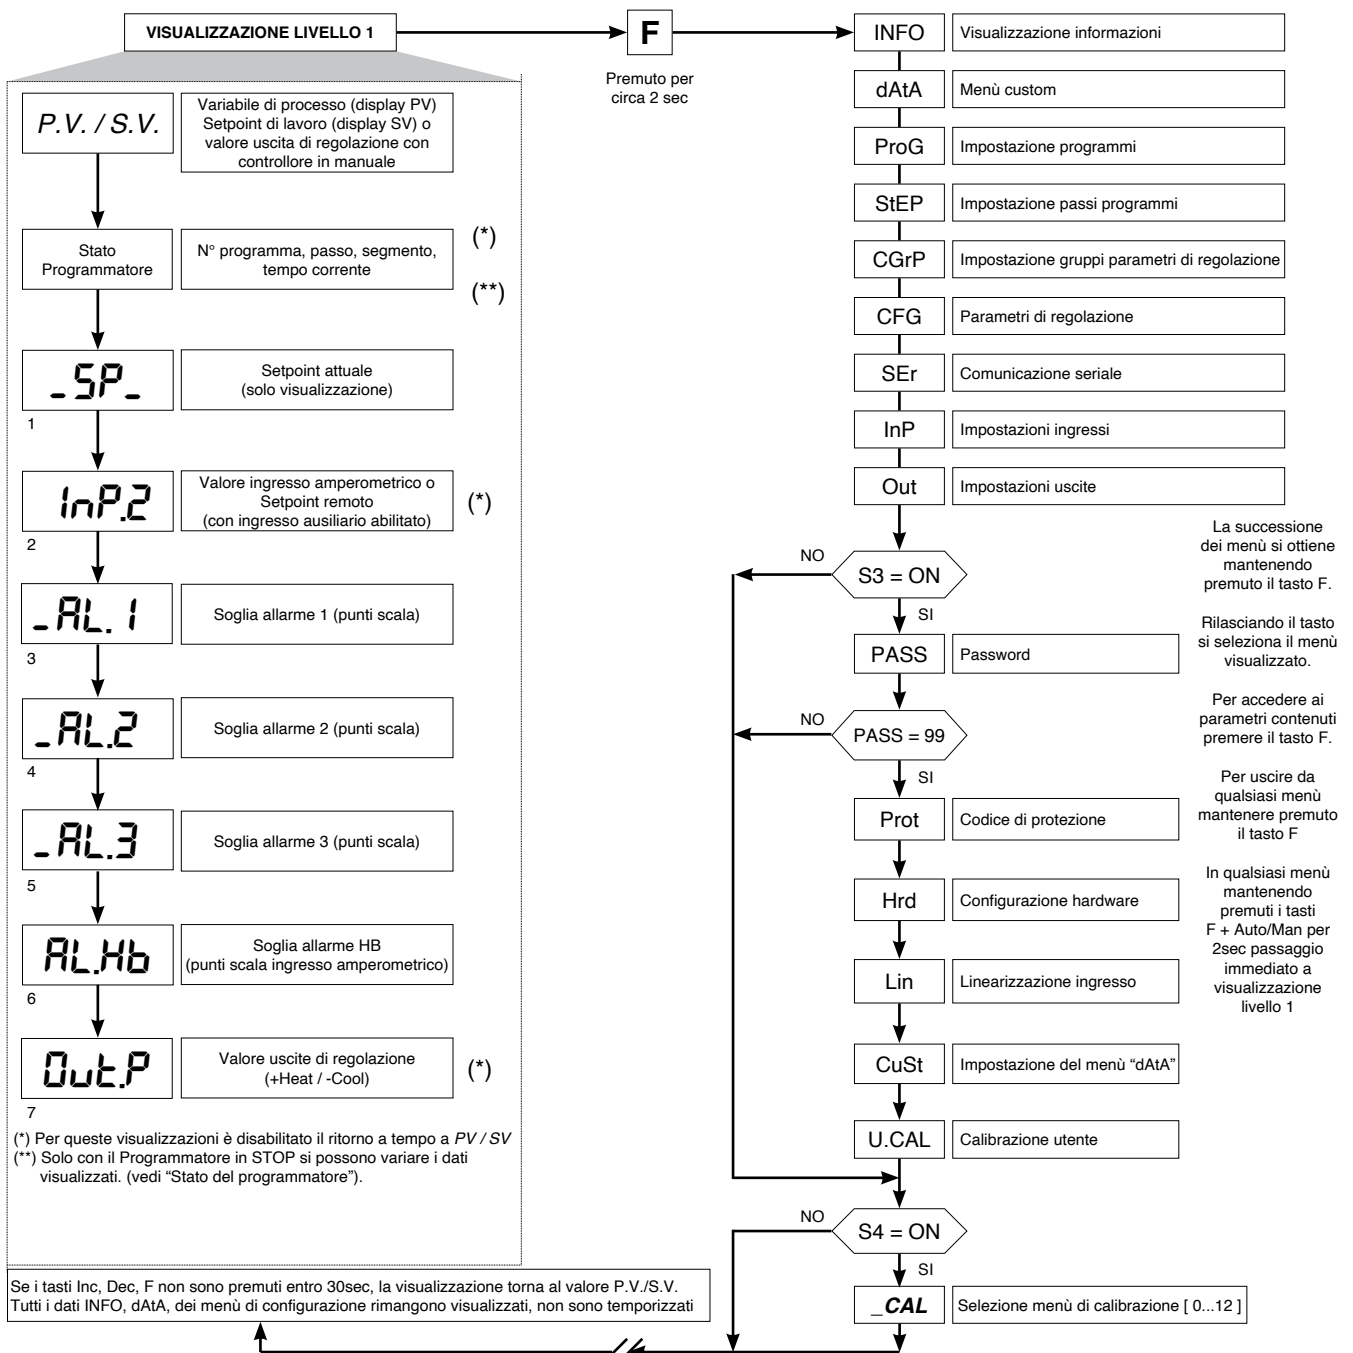 VISUALIZZAZIONE LIVELLO 1
F
Premuto per
circa 2 sec
P.V. / S.V.
Variabile di processo (display PV)
Setpoint di lavoro (display SV) o
valore uscita di regolazione con
controllore in manuale
Stato
Programmatore
N° programma, passo, segmento,
tempo corrente
(*)
(**)
_SP_
Setpoint attuale
(solo visualizzazione)
1
InP.2
Valore ingresso amperometrico o
Setpoint remoto
(con ingresso ausiliario abilitato)
(*)
2
_AL.1
Soglia allarme 1 (punti scala)
3
_AL.2
Soglia allarme 2 (punti scala)
4
_AL.3
Soglia allarme 3 (punti scala)
5
AL.Hb
Soglia allarme HB
(punti scala ingresso amperometrico)
6
Out.P
Valore uscite di regolazione
(+Heat / -Cool)
(*)
7
(*) Per queste visualizzazioni è disabilitato il ritorno a tempo a PV / SV
(**) Solo con il Programmatore in STOP si possono variare i dati
visualizzati. (vedi “Stato del programmatore”).
Se i tasti Inc, Dec, F non sono premuti entro 30sec, la visualizzazione torna al valore P.V./S.V.
Tutti i dati INFO, dAtA, dei menù di configurazione rimangono visualizzati, non sono temporizzati
INFO
Visualizzazione informazioni
dAtA
Menù custom
ProG
Impostazione programmi
StEP
Impostazione passi programmi
CGrP
Impostazione gruppi parametri di regolazione
CFG
Parametri di regolazione
SEr
Comunicazione seriale
InP
Impostazioni ingressi
Out
Impostazioni uscite
NO
S3 = ON
SI
PASS
Password
NO
PASS = 99
SI
Prot
Codice di protezione
Hrd
Configurazione hardware
Lin
Linearizzazione ingresso
CuSt
Impostazione del menù “dAtA”
U.CAL
Calibrazione utente
NO
S4 = ON
SI
_CAL
Selezione menù di calibrazione [ 0...12 ]
La successione
dei menù si ottiene
mantenendo
premuto il tasto F.
Rilasciando il tasto
si seleziona il menù
visualizzato.
Per accedere ai
parametri contenuti
premere il tasto F.
Per uscire da
qualsiasi menù
mantenere premuto
il tasto F
In qualsiasi menù
mantenendo
premuti i tasti
F + Auto/Man per
2sec passaggio
immediato a
visualizzazione
livello 1